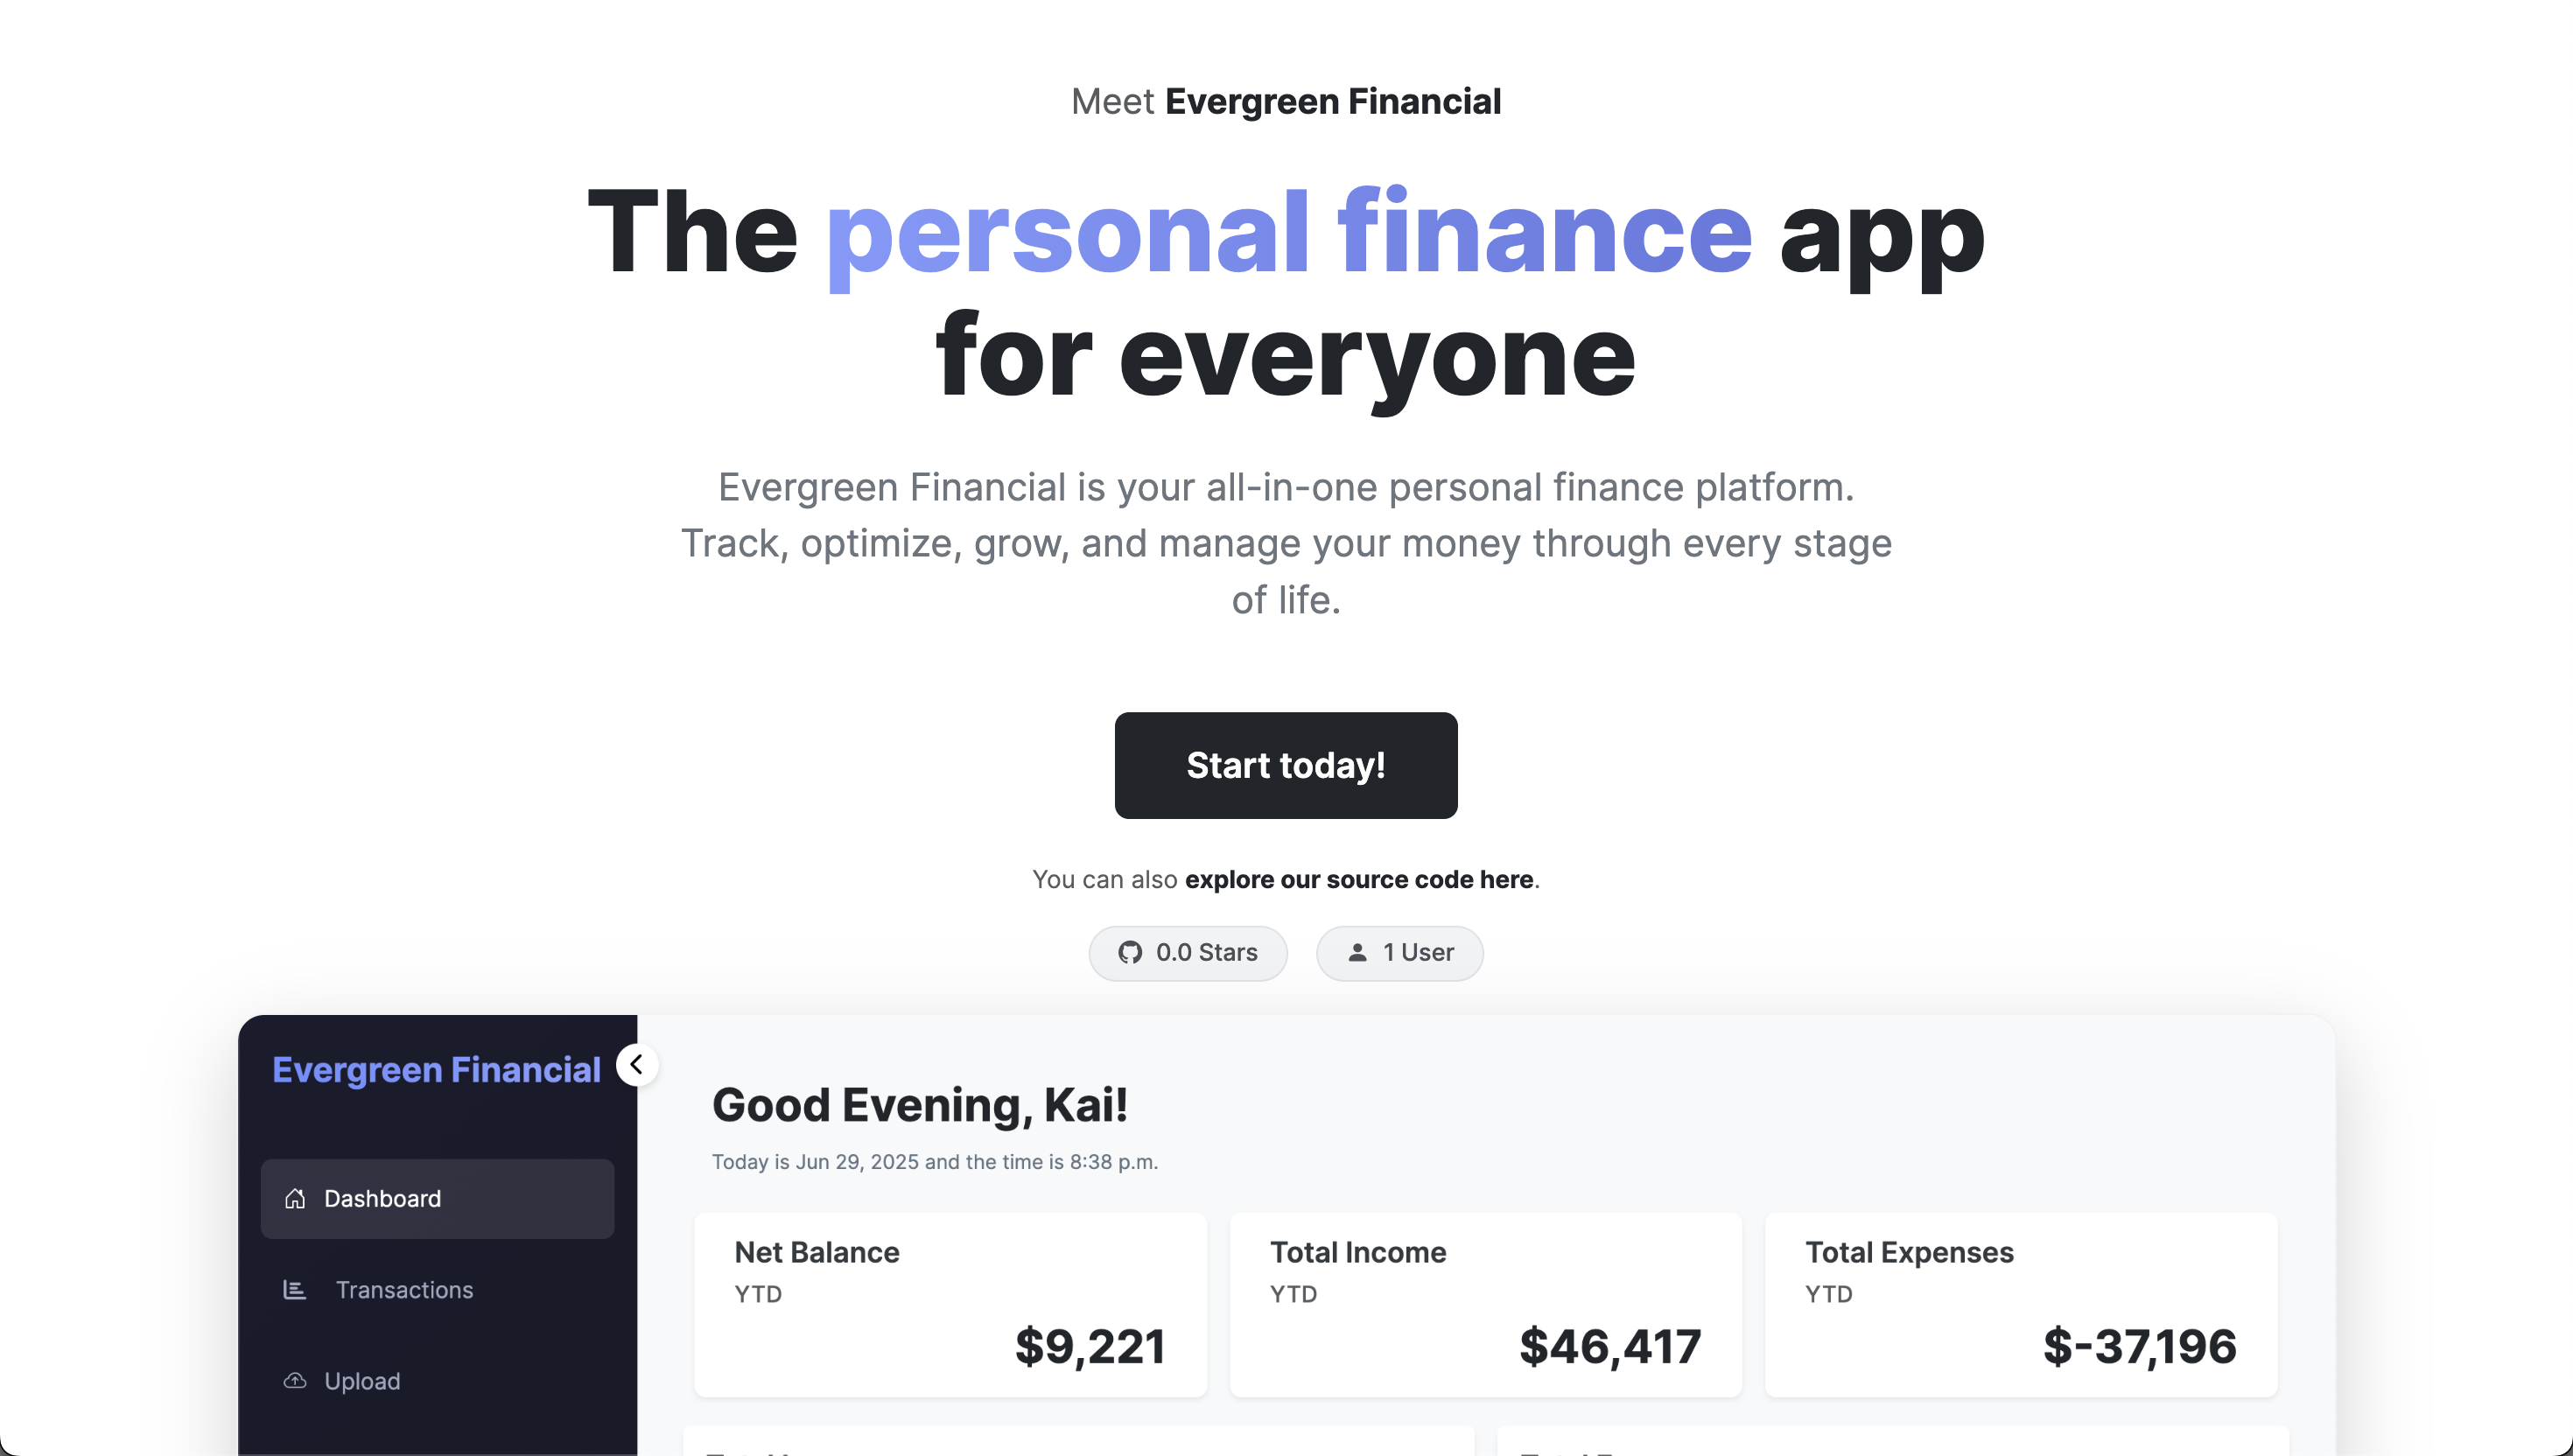 Meet Evergreen Financial
The personal finance app
for everyone
Evergreen Financial is your all-in-one personal finance platform.
Track, optimize, grow, and manage your money through every stage
of life.
Start today!
You can also explore our source code here.
0.0 Stars
1 User
Evergreen Financial
Dashboard
Transactions
Upload
Good Evening, Kai!
Today is Jun 29, 2025 and the time is 8:38 p.m.
Net Balance
YTD
$9,221
Total Income
YTD
$46,417
Total Expenses
YTD
$-37,196